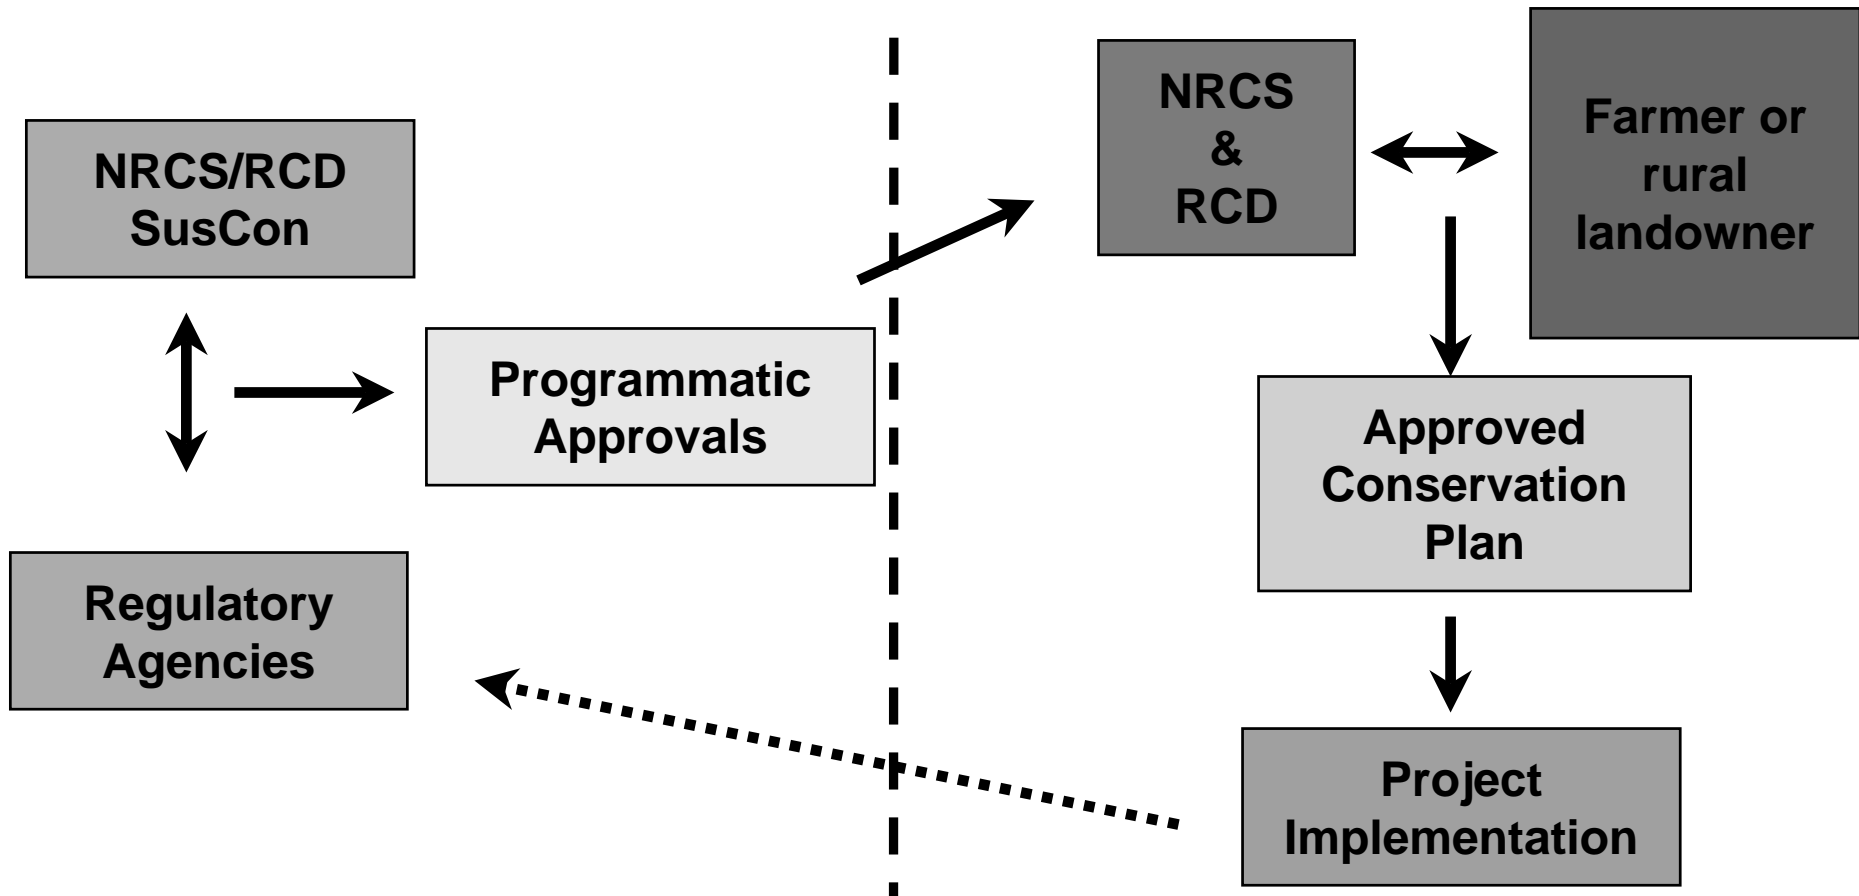 NRCS/RCD
SusCon
Programmatic
Approvals
Regulatory
Agencies
NRCS
&
RCD
Farmer or
rural
landowner
Approved
Conservation
Plan
Project
Implementation